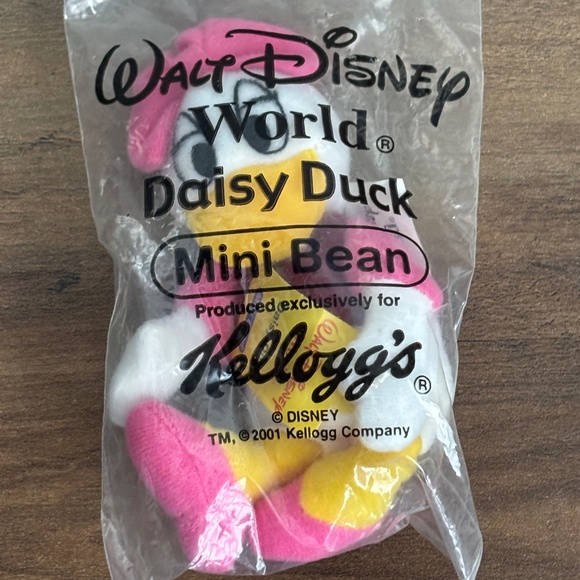 WALT DISNEY
World®
Daisy Duck
Mini Bean
Produced exclusively for
Kellogg's®
© DISNEY
TM, © 2001 Kellogg Company